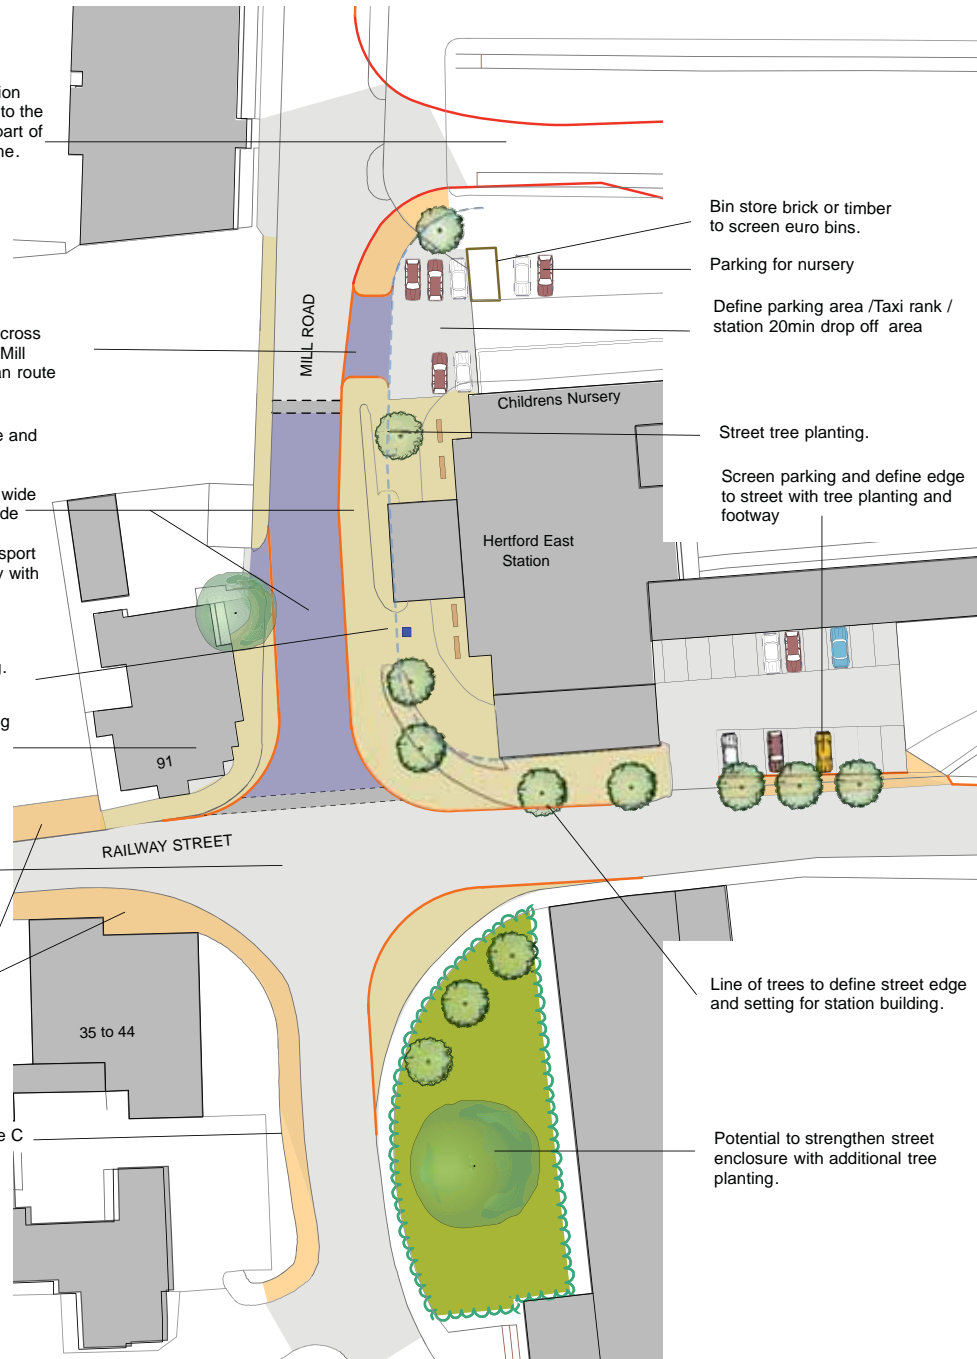 ion
to the
part of
ne.
cross
Mill
an route
e and
wide
de
sport
y with
g.
g
e C
MILL ROAD
Childrens Nursery
Hertford East
Station
91
RAILWAY STREET
35 to 44
Bin store brick or timber
to screen euro bins.
Parking for nursery
Define parking area /Taxi rank /
station 20min drop off area
Street tree planting.
Screen parking and define edge
to street with tree planting and
footway
Line of trees to define street edge
and setting for station building.
Potential to strengthen street
enclosure with additional tree
planting.